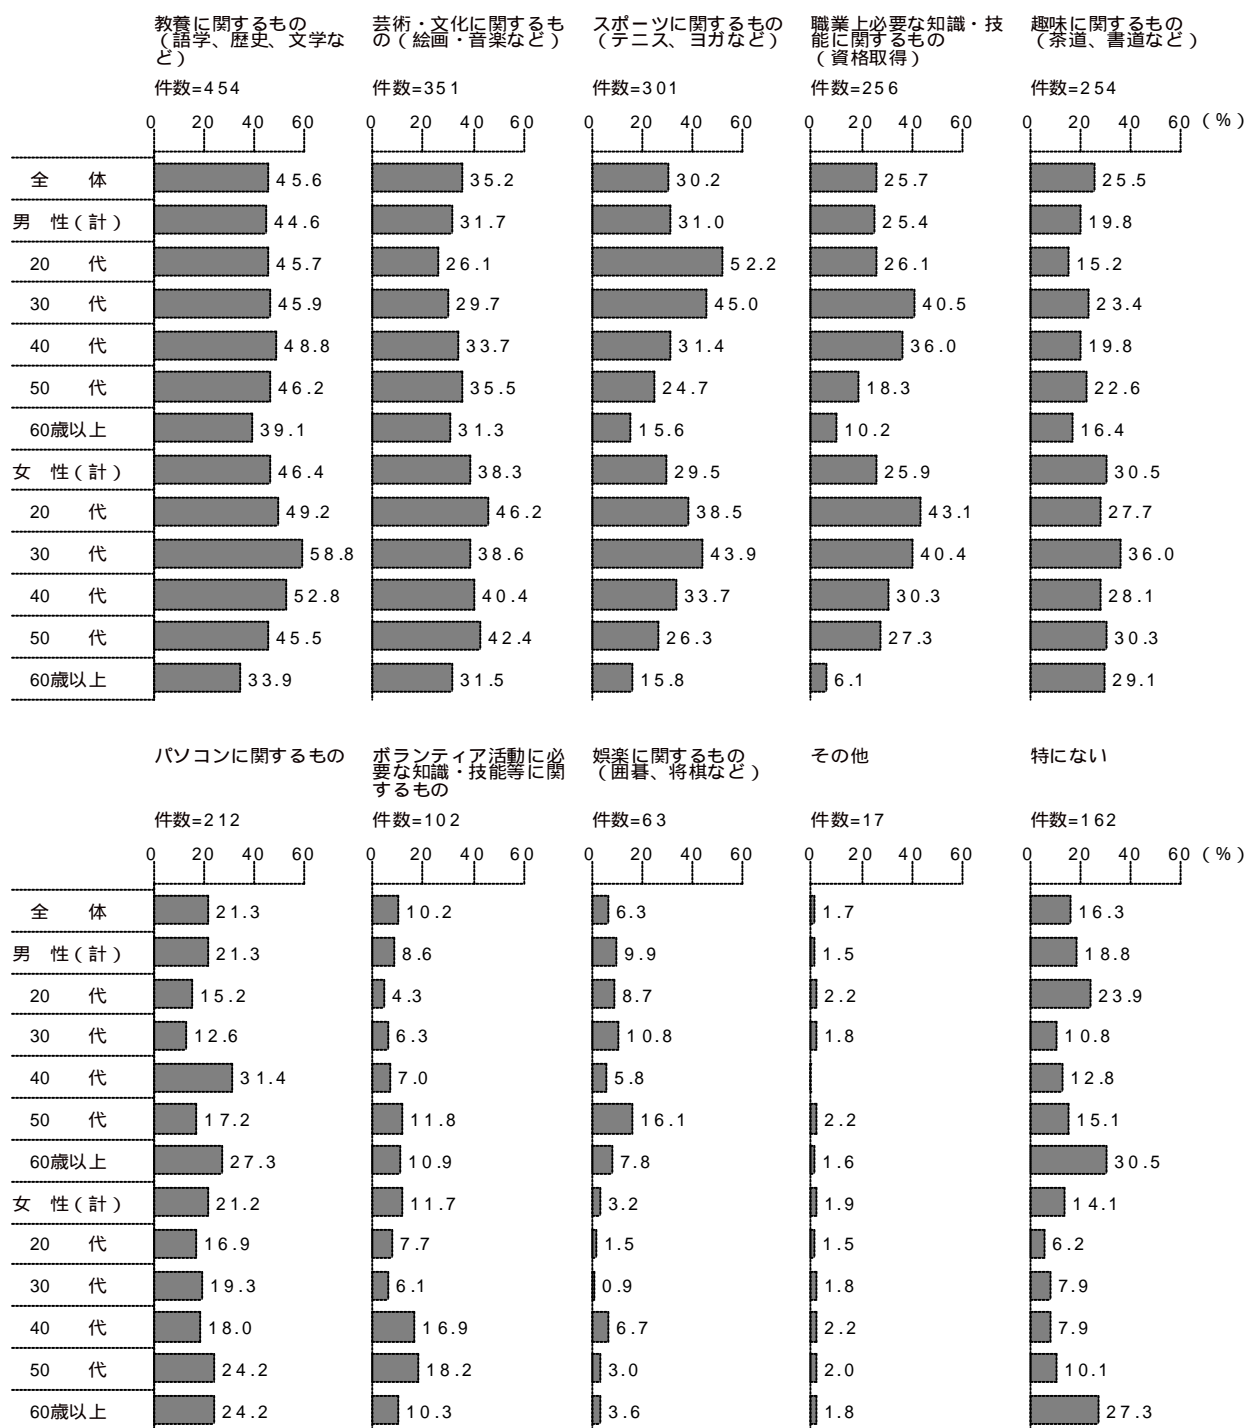 教養に関するもの
（語学、歴史、文学な
ど）
芸術・文化に関するも
の（絵画・音楽など）
スポーツに関するもの
（テニス、ヨガなど）
職業上必要な知識・技
能に関するもの
（資格取得）
趣味に関するもの
（茶道、書道など）
件数=454 件数=351 件数=301 件数=256 件数=254
0 20 40 60 0 20 40 60 0 20 40 60 0 20 40 60 0 20 40 60 (%)
全 体 45.6 35.2 30.2 25.7 25.5
男 性(計) 44.6 31.7 31.0 25.4 19.8
20 代 45.7 26.1 52.2 26.1 15.2
30 代 45.9 29.7 45.0 40.5 23.4
40 代 48.8 33.7 31.4 36.0 19.8
50 代 46.2 35.5 24.7 18.3 22.6
60歳以上 39.1 31.3 15.6 10.2 16.4
女 性(計) 46.4 38.3 29.5 25.9 30.5
20 代 49.2 46.2 38.5 43.1 27.7
30 代 58.8 38.6 43.9 40.4 36.0
40 代 52.8 40.4 33.7 30.3 28.1
50 代 45.5 42.4 26.3 27.3 30.3
60歳以上 33.9 31.5 15.8 6.1 29.1
パソコンに関するもの
ボランティア活動に必
要な知識・技能等に関
するもの
娯楽に関するもの
（囲碁、将棋など）
その他
特にない
件数=212 件数=102 件数=63 件数=17 件数=162
0 20 40 60 0 20 40 60 0 20 40 60 0 20 40 60 0 20 40 60 (%)
全 体 21.3 10.2 6.3 1.7 16.3
男 性(計) 21.3 8.6 9.9 1.5 18.8
20 代 15.2 4.3 8.7 2.2 23.9
30 代 12.6 6.3 10.8 1.8 10.8
40 代 31.4 7.0 5.8 12.8
50 代 17.2 11.8 16.1 2.2 15.1
60歳以上 27.3 10.9 7.8 1.6 30.5
女 性(計) 21.2 11.7 3.2 1.9 14.1
20 代 16.9 7.7 1.5 1.5 6.2
30 代 19.3 6.1 0.9 1.8 7.9
40 代 18.0 16.9 6.7 2.2 7.9
50 代 24.2 18.2 3.0 2.0 10.1
60歳以上 24.2 10.3 3.6 1.8 27.3